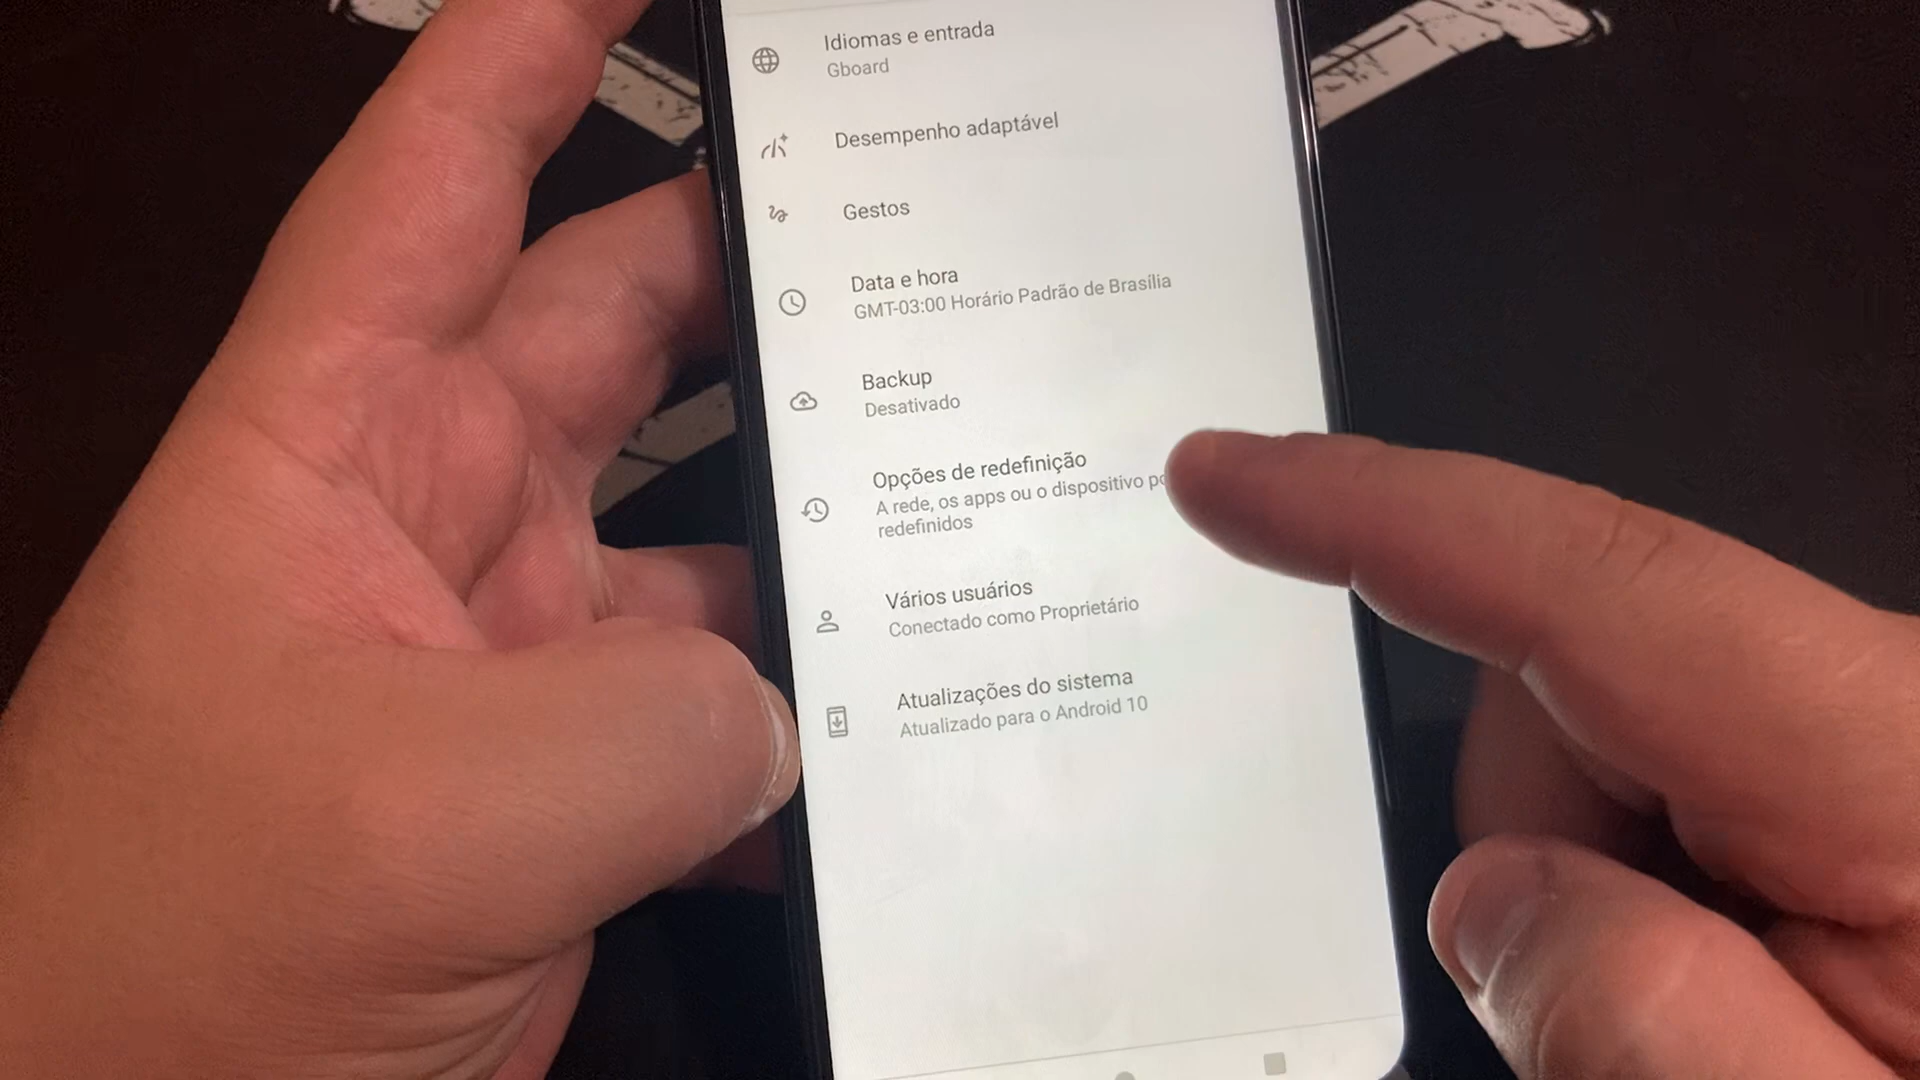 Idiomas e entrada
Gboard
Desempenho adaptável
Gestos
Data e hora
GMT-03:00 Horário Padrão de Brasília
Backup
Desativado
Opções de redefinição
A rede, os apps ou o dispositivo
redefinidos
Vários usuários
Conectado como Proprietário
Atualizações do sistema
Atualizado para o Android 10